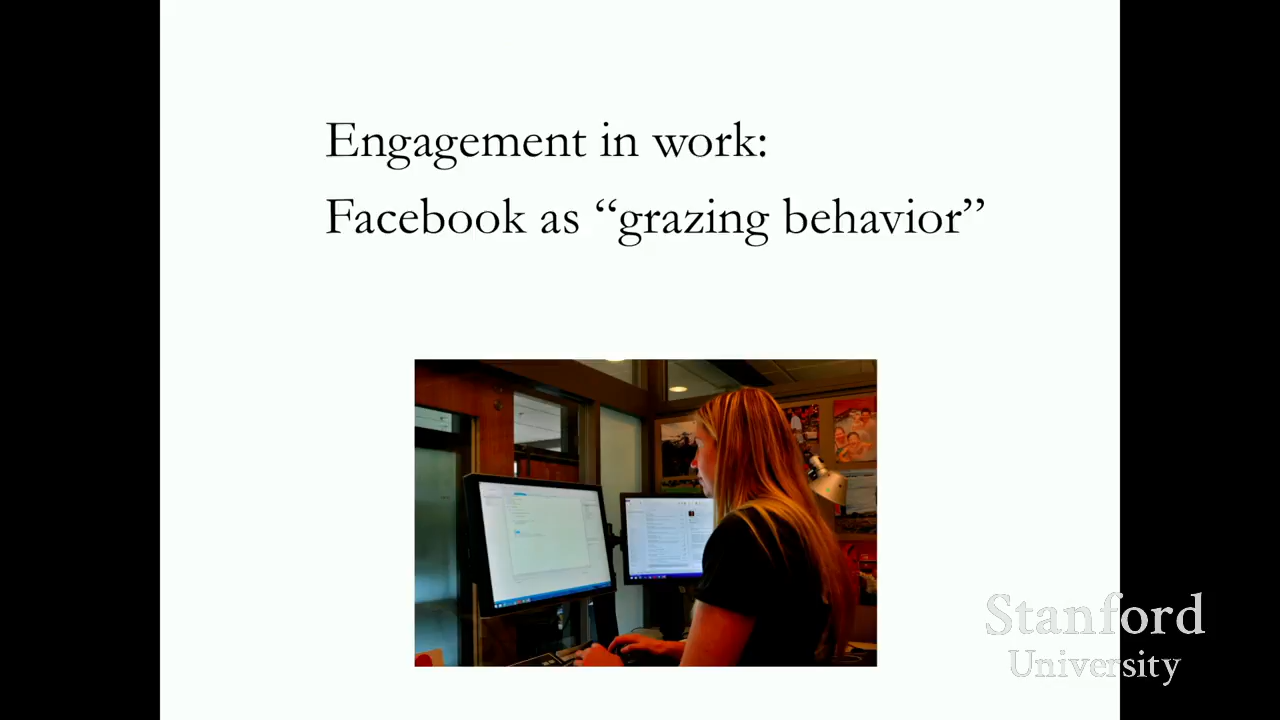 Engagement in work:
Facebook as “grazing behavior”
Stanford
University